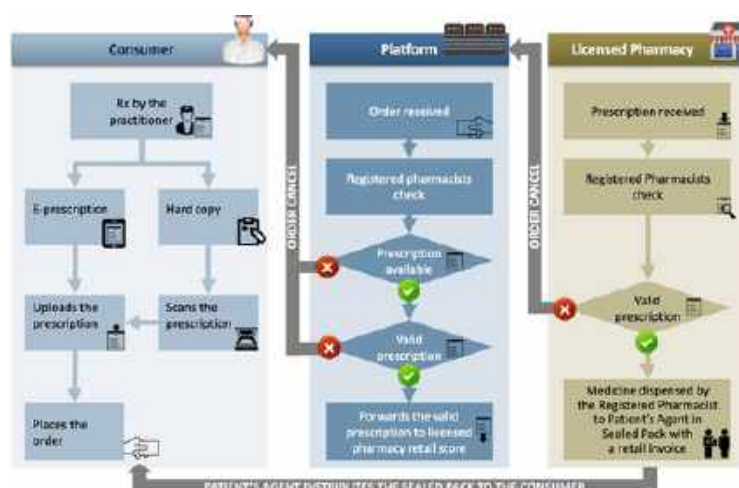 Consumer
Platform
Licensed Pharmacy
Rx by the
practitioner
E-prescription
Hard copy
Uploads the
prescription
Scans the
prescription
Places the
order
ORDER CANCEL
Order received
Registered pharmacists
check
Prescription
available
Valid
prescription
Forwards the valid
prescription to licensed
pharmacy retail score
ORDER CANCEL
Prescription received
Registered Pharmacists
check
Valid
prescription
Medicine dispensed by
the Registered Pharmacist
to Patient's Agent in
Sealed Pack with
a retail invoice
PATIENT'S AGENT DISTRIBUTES THE SEALED PACK TO THE CONSUMER